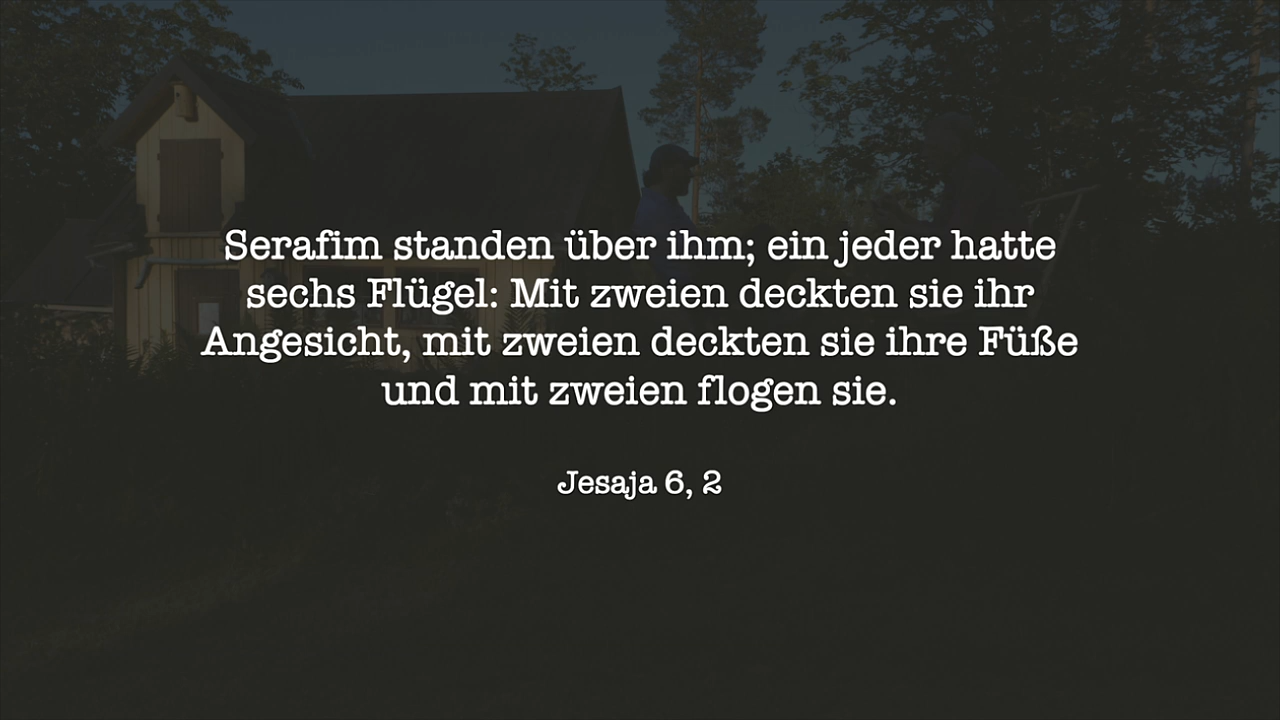 Serafim standen über ihm; ein jeder hatte
sechs Flügel: Mit zweien deckten sie ihr
Angesicht, mit zweien deckten sie ihre Füße
und mit zweien flogen sie.
Jesaja 6, 2